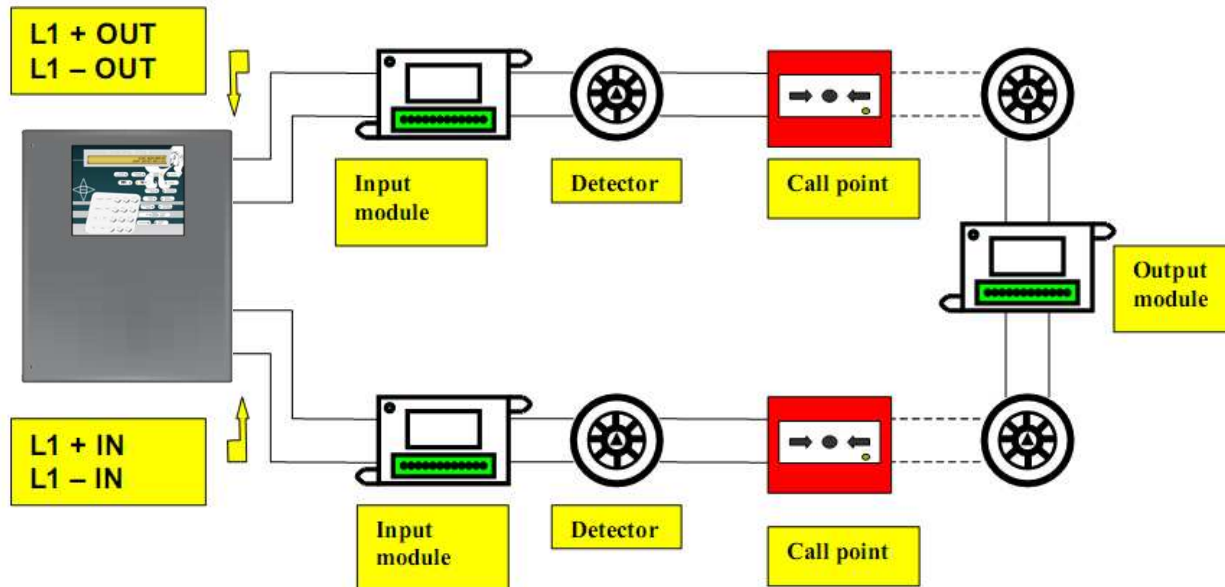 L1 + OUT
L1 – OUT
Input
module
Detector
Call point
Output
module
L1 + IN
L1 – IN
Input
module
Detector
Call point